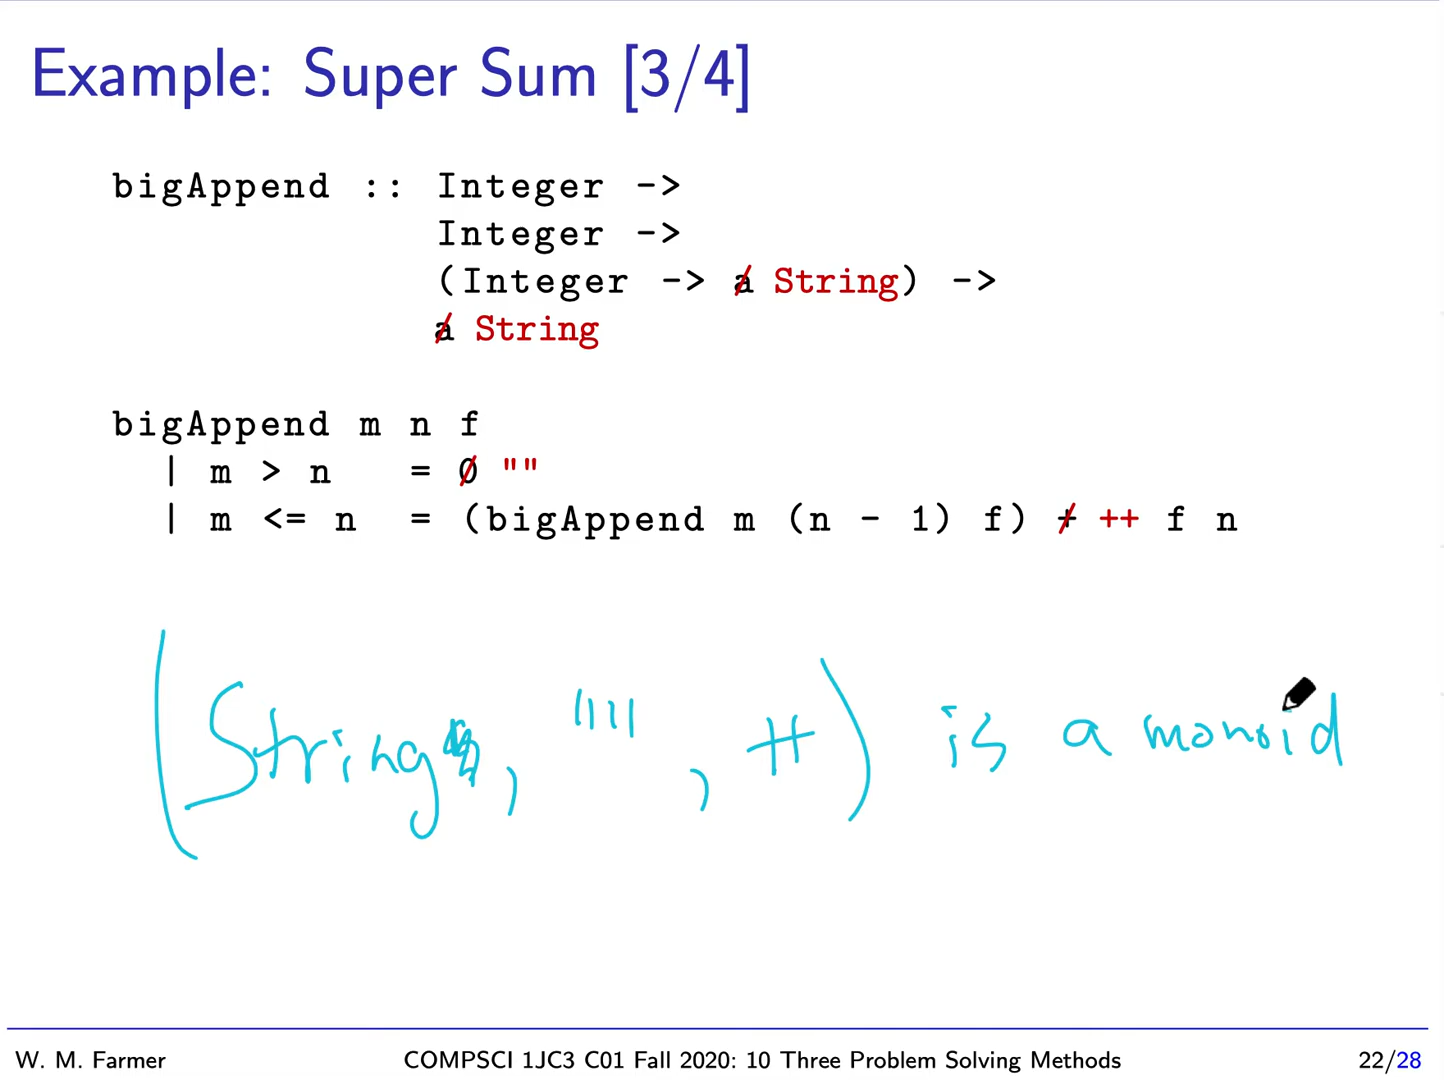 Example: Super Sum [3/4]
bigAppend :: Integer ->
Integer ->
(Integer -> a String) ->
a String
bigAppend m n f
| m > n = 0 ""
| m <= n = (bigAppend m (n - 1) f) + ++ f n
(String, "", ++) is a monoid
W. M. Farmer COMPSCI 1JC3 C01 Fall 2020: 10 Three Problem Solving Methods 22/28